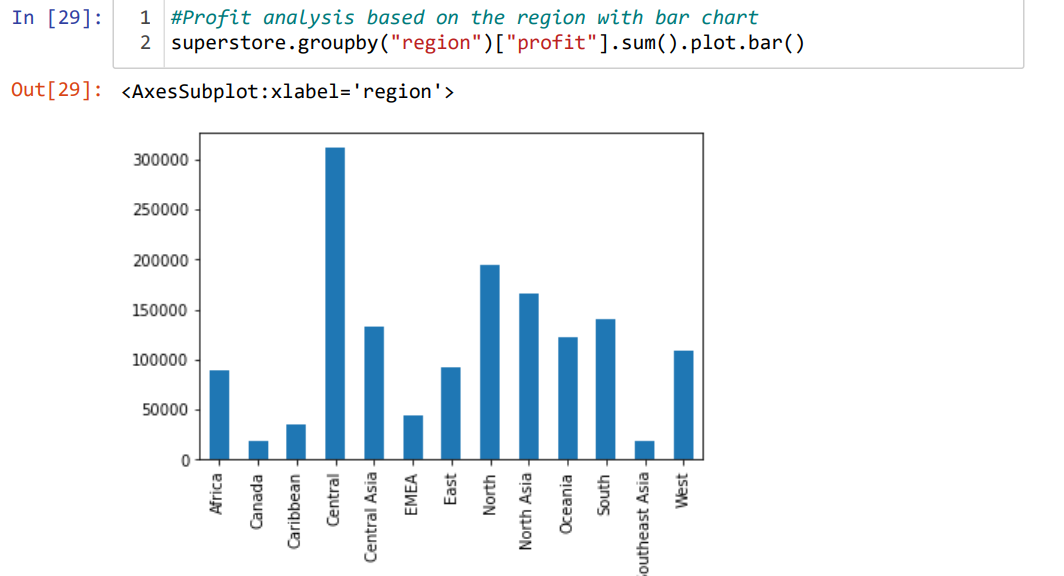 In [29]:
1 #Profit analysis based on the region with bar chart
2 superstore.groupby("region")["profit"].sum().plot.bar()
Out[29]: <AxesSubplot:xlabel='region'>
300000
250000
200000
150000
100000
50000
0
Africa
Canada
Caribbean
Central
Central Asia
EMEA
East
North
North Asia
Oceania
South
outheast Asia
West